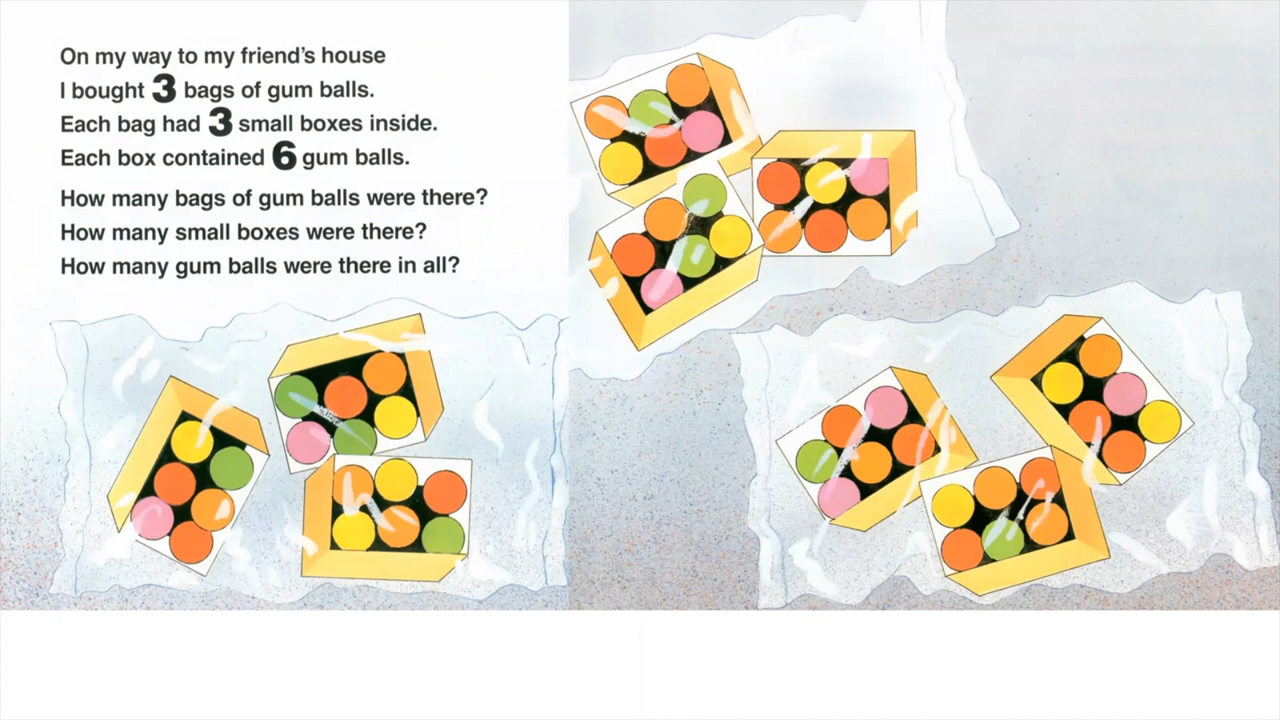 On my way to my friend's house
I bought 3 bags of gum balls.
Each bag had 3 small boxes inside.
Each box contained 6 gum balls.
How many bags of gum balls were there?
How many small boxes were there?
How many gum balls were there in all?